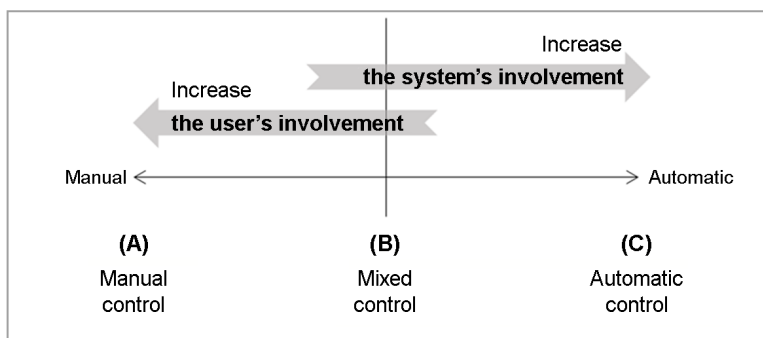 Increase
the system's involvement
Increase
the user's involvement
Manual
Automatic
(A)
(B)
(C)
Manual
control
Mixed
control
Automatic
control